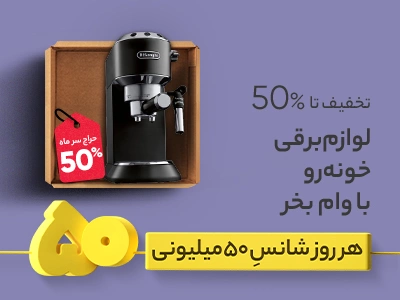 تخفیف تا 50%
لوازم‌برقی
خونه‌رو
با وام بخر
DeLonghi
حراج سر ماه
50%
هر روز شانسِ ۵۰ میلیونی
۵۰